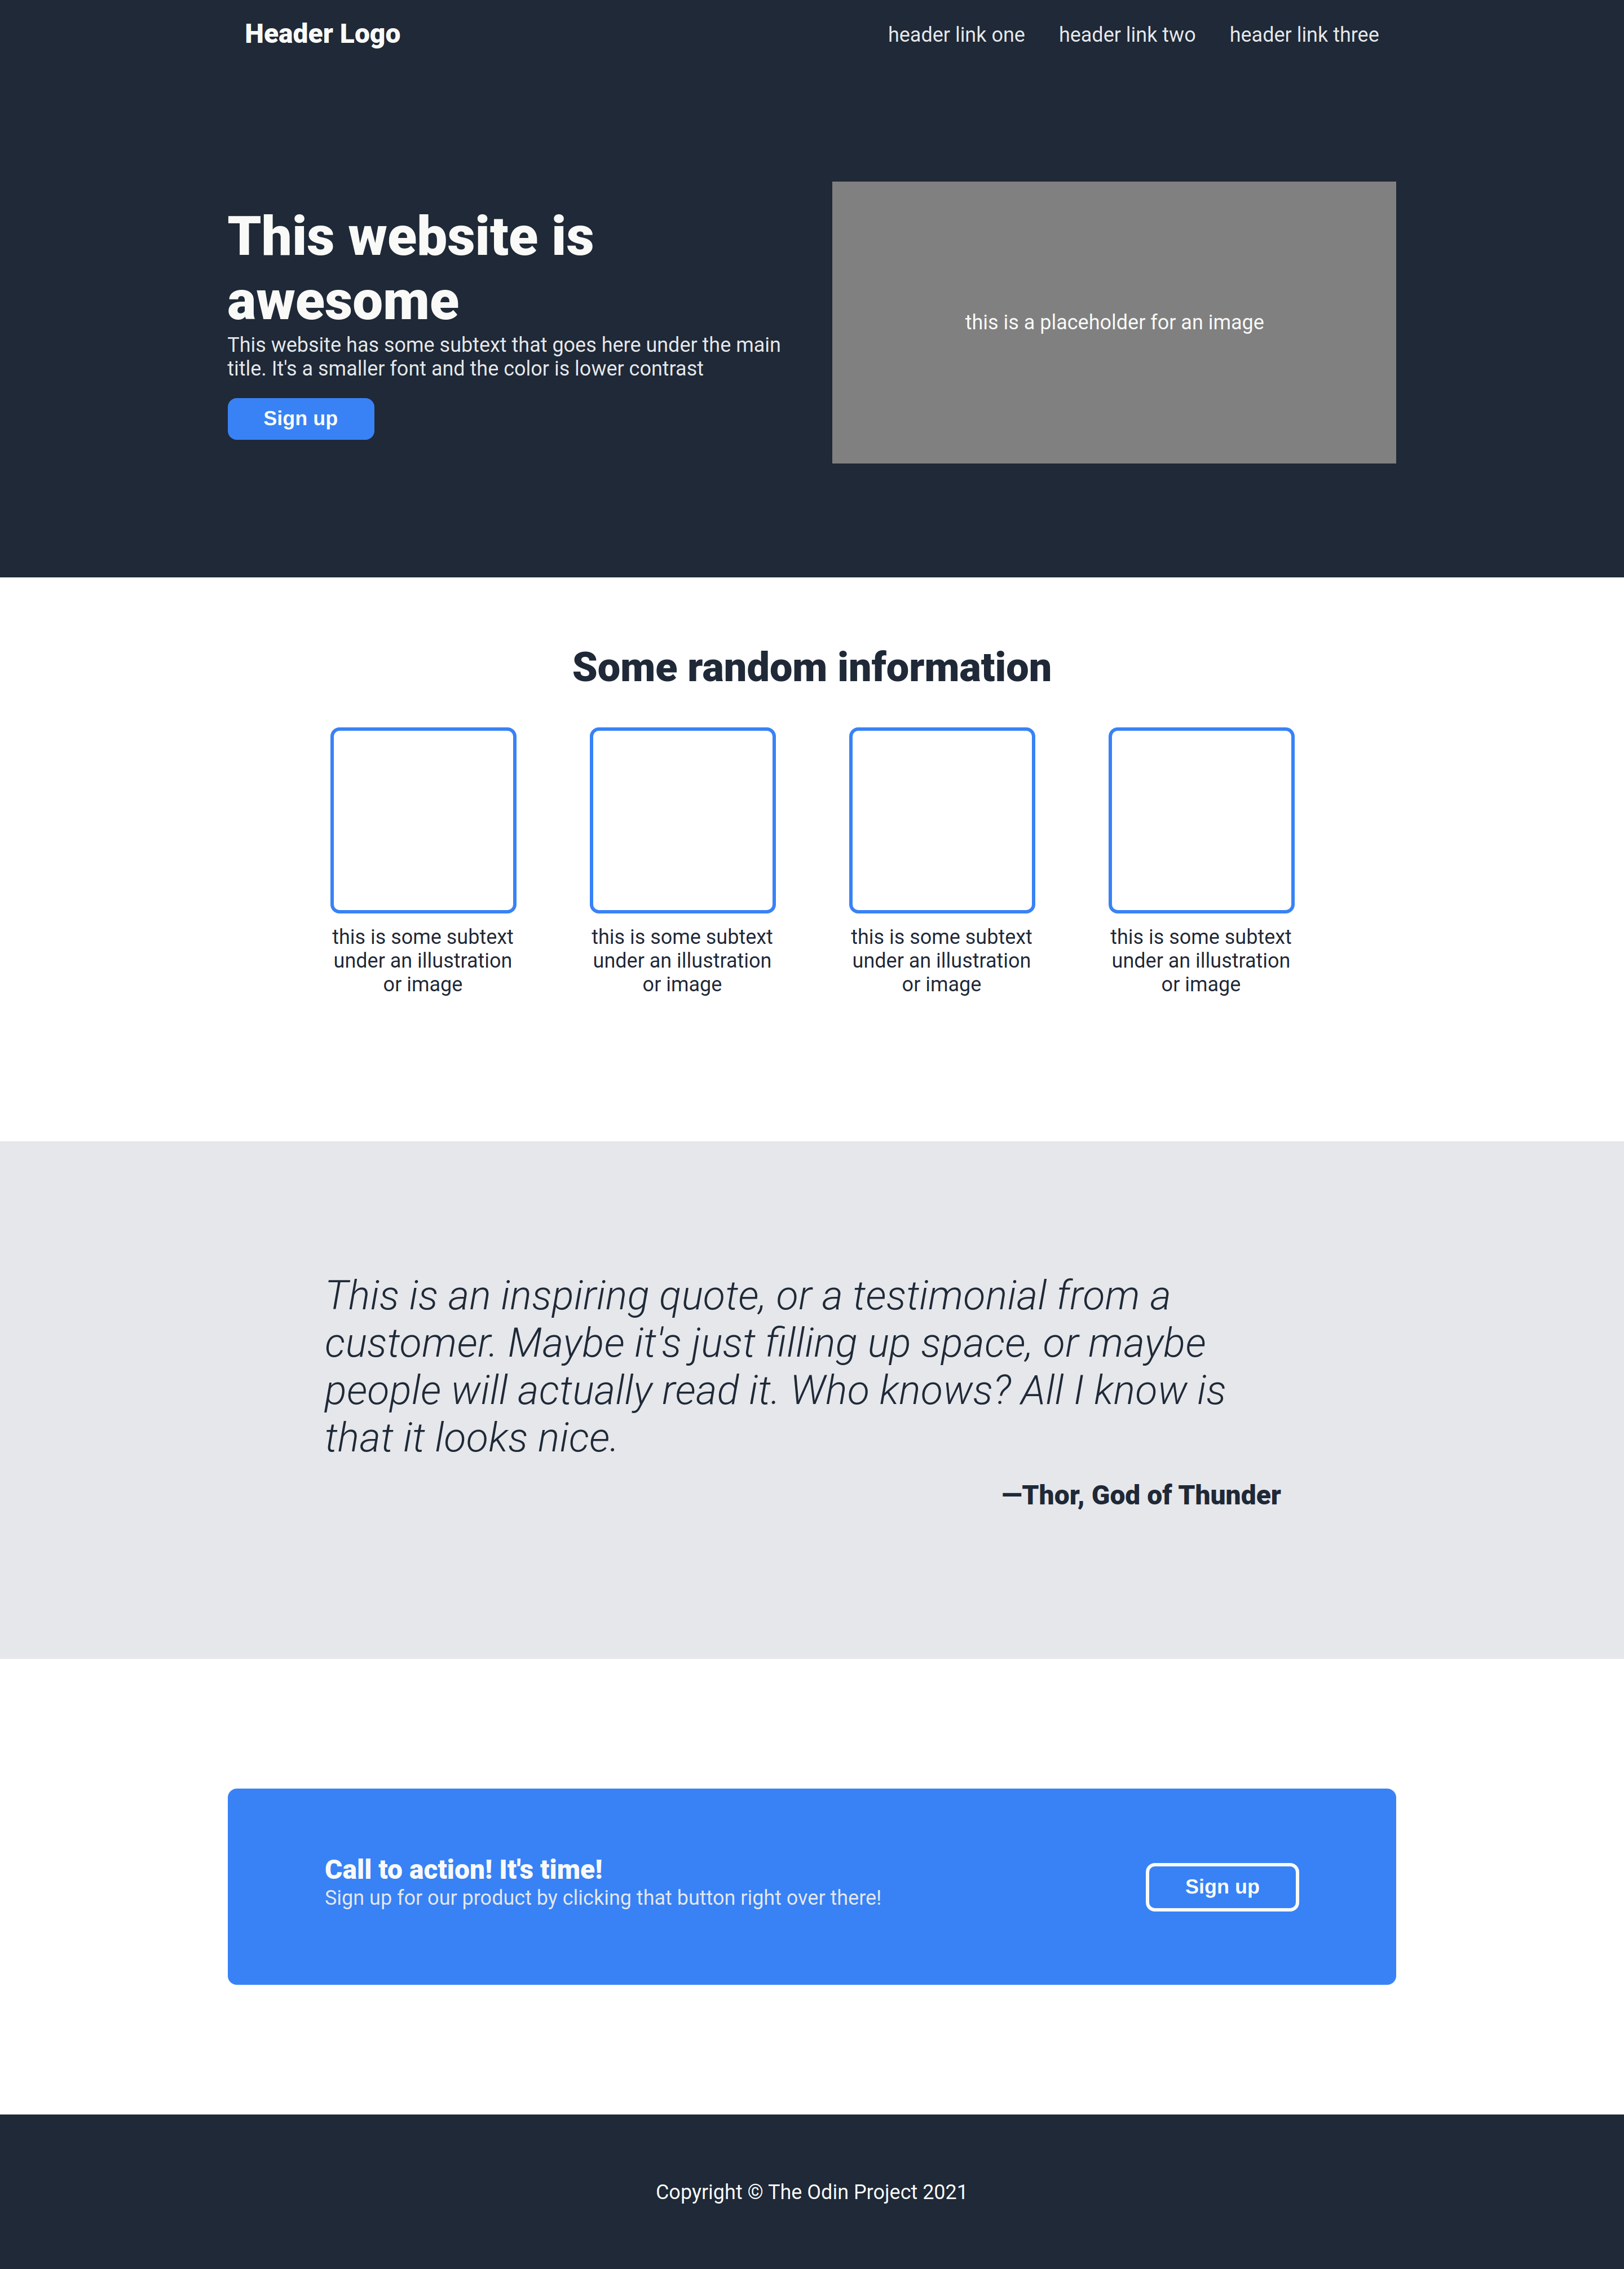 Header Logo
header link one
header link two
header link three
This website is
awesome
This website has some subtext that goes here under the main
title. It's a smaller font and the color is lower contrast
Sign up
this is a placeholder for an image
Some random information
this is some subtext
under an illustration
or image
this is some subtext
under an illustration
or image
this is some subtext
under an illustration
or image
this is some subtext
under an illustration
or image
This is an inspiring quote, or a testimonial from a
customer. Maybe it's just filling up space, or maybe
people will actually read it. Who knows? All I know is
that it looks nice.
—Thor, God of Thunder
Call to action! It's time!
Sign up for our product by clicking that button right over there!
Sign up
Copyright © The Odin Project 2021